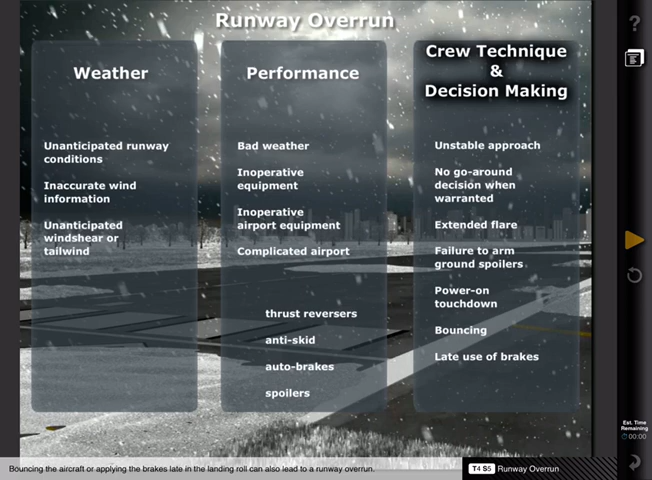 Runway Overrun
Weather
Unanticipated runway
conditions
Inaccurate wind
information
Unanticipated
windshear or
tailwind
Performance
Bad weather
Inoperative
equipment
Inoperative
airport equipment
Complicated airport
thrust reversers
anti-skid
auto-brakes
spoilers
Crew Technique
&
Decision Making
Unstable approach
No go-around
decision when
warranted
Extended flare
Failure to arm
ground spoilers
Power-on
touchdown
Bouncing
Late use of brakes
?
Est. Time
Remaining
00:00
Bouncing the aircraft or applying the brakes late in the landing roll can also lead to a runway overrun.
T4 S5 Runway Overrun